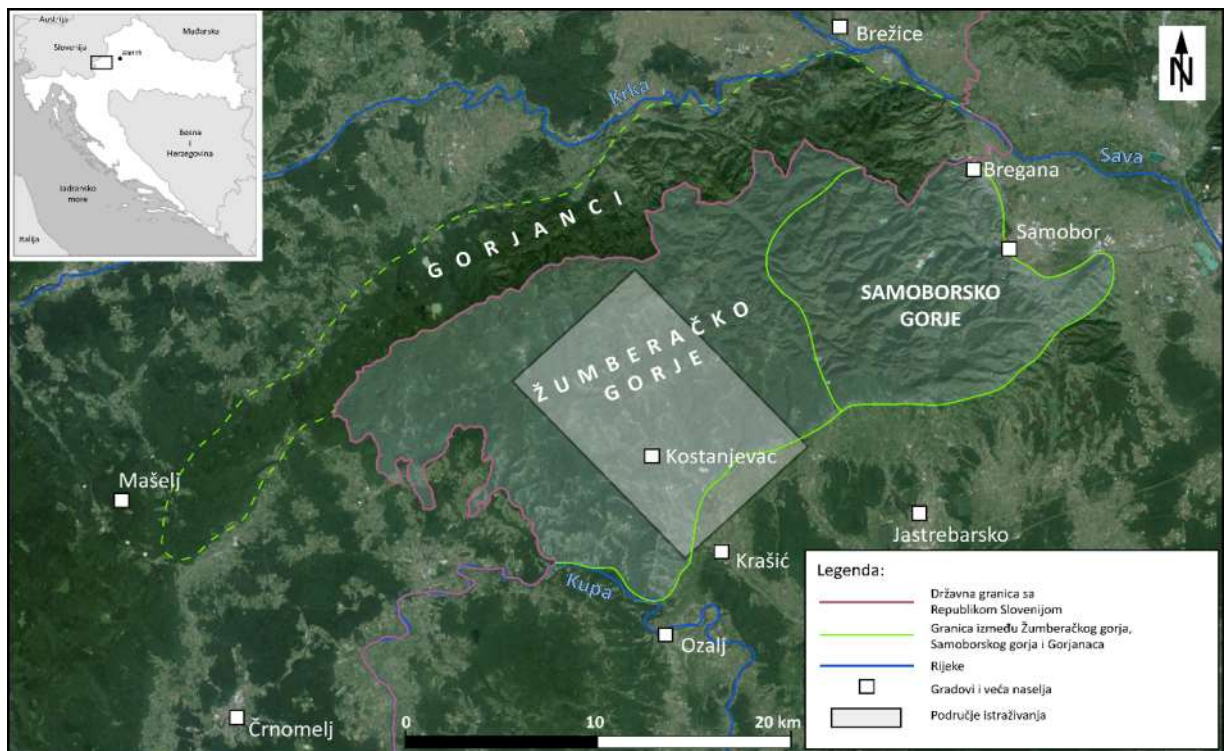 Austrija
Mađarska
Slovenija
ZAGREB
Bosna
i
Herzegovina
Jadransko
more
Italija
Brežice
N
Krka
Sava
Bregana
GORJANCI
Samobor
SAMOBORSKO
GORJE
ŽUMBERAČKO
GORJE
Kostanjevac
Mašelj
Jastrebarsko
Krašić
Kupa
Ozalj
Črnomelj
0 10 20 km
Legenda:
Državna granica sa
Republikom Slovenijom
Granica između Žumberačkog gorja,
Samoborskog gorja i Gorjanaca
Rijeke
Gradovi i veća naselja
Područje istraživanja